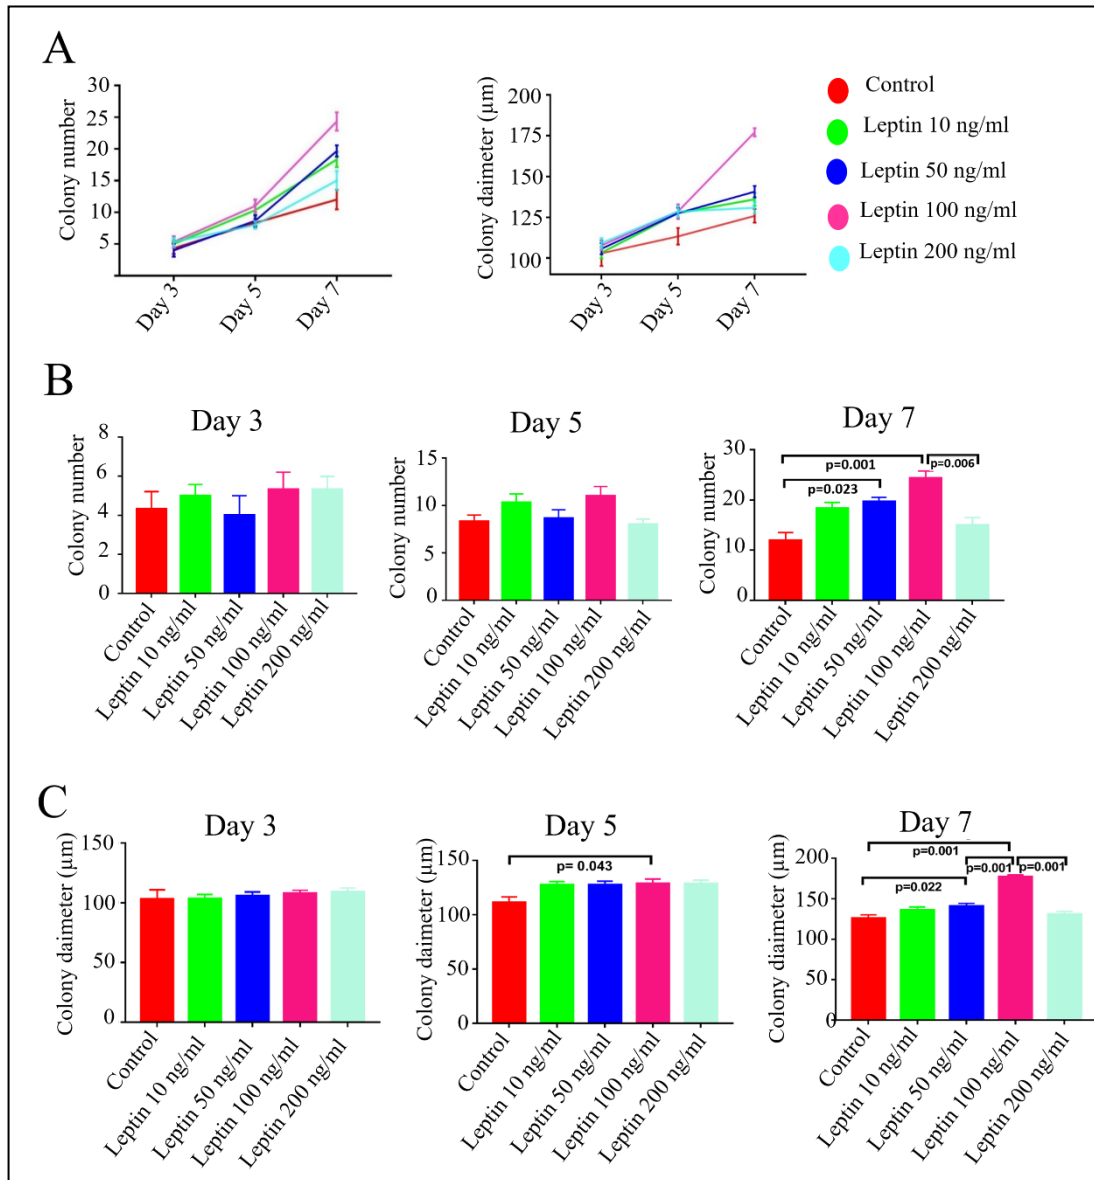 A
Colony number
30
25
20
15
10
5
Day 3
Day 5
Day 7
Colony daimeter (µm)
200
175
150
125
100
Day 3
Day 5
Day 7
Control
Leptin 10 ng/ml
Leptin 50 ng/ml
Leptin 100 ng/ml
Leptin 200 ng/ml
B
Day 3
Colony number
8
6
4
2
0
Control
Leptin 10 ng/ml
Leptin 50 ng/ml
Leptin 100 ng/ml
Leptin 200 ng/ml
Day 5
Colony number
15
10
5
0
Control
Leptin 10 ng/ml
Leptin 50 ng/ml
Leptin 100 ng/ml
Leptin 200 ng/ml
Day 7
Colony number
30
20
10
0
p=0.001
p=0.006
p=0.023
Control
Leptin 10 ng/ml
Leptin 50 ng/ml
Leptin 100 ng/ml
Leptin 200 ng/ml
C
Day 3
Colony daimeter (µm)
150
100
50
0
Control
Leptin 10 ng/ml
Leptin 50 ng/ml
Leptin 100 ng/ml
Leptin 200 ng/ml
Day 5
Colony daimeter (µm)
150
100
50
0
p= 0.043
Control
Leptin 10 ng/ml
Leptin 50 ng/ml
Leptin 100 ng/ml
Leptin 200 ng/ml
Day 7
Colony diameter (µm)
200
150
100
50
0
p=0.001
p=0.001
p=0.001
p=0.022
Control
Leptin 10 ng/ml
Leptin 50 ng/ml
Leptin 100 ng/ml
Leptin 200 ng/ml